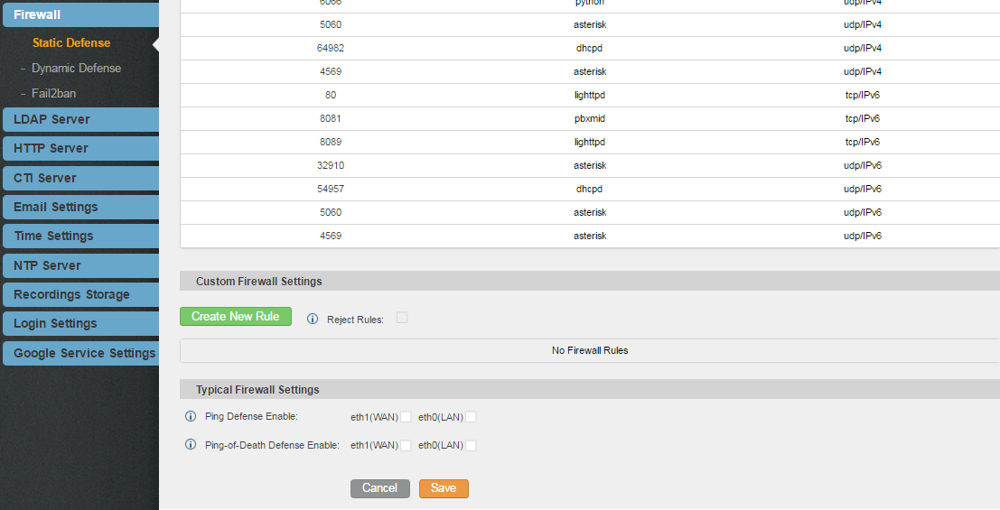 Firewall
Static Defense
– Dynamic Defense
– Fail2ban
LDAP Server
HTTP Server
CTI Server
Email Settings
Time Settings
NTP Server
Recordings Storage
Login Settings
Google Service Settings
6066 python udp/IPv4
5060 asterisk udp/IPv4
64982 dhcpd udp/IPv4
4569 asterisk udp/IPv4
80 lighttpd tcp/IPv6
8081 pbxmid tcp/IPv6
8089 lighttpd tcp/IPv6
32910 asterisk udp/IPv6
54957 dhcpd udp/IPv6
5060 asterisk udp/IPv6
4569 asterisk udp/IPv6
Custom Firewall Settings
Create New Rule Reject Rules:
No Firewall Rules
Typical Firewall Settings
Ping Defense Enable: eth1(WAN) eth0(LAN)
Ping-of-Death Defense Enable: eth1(WAN) eth0(LAN)
Cancel Save